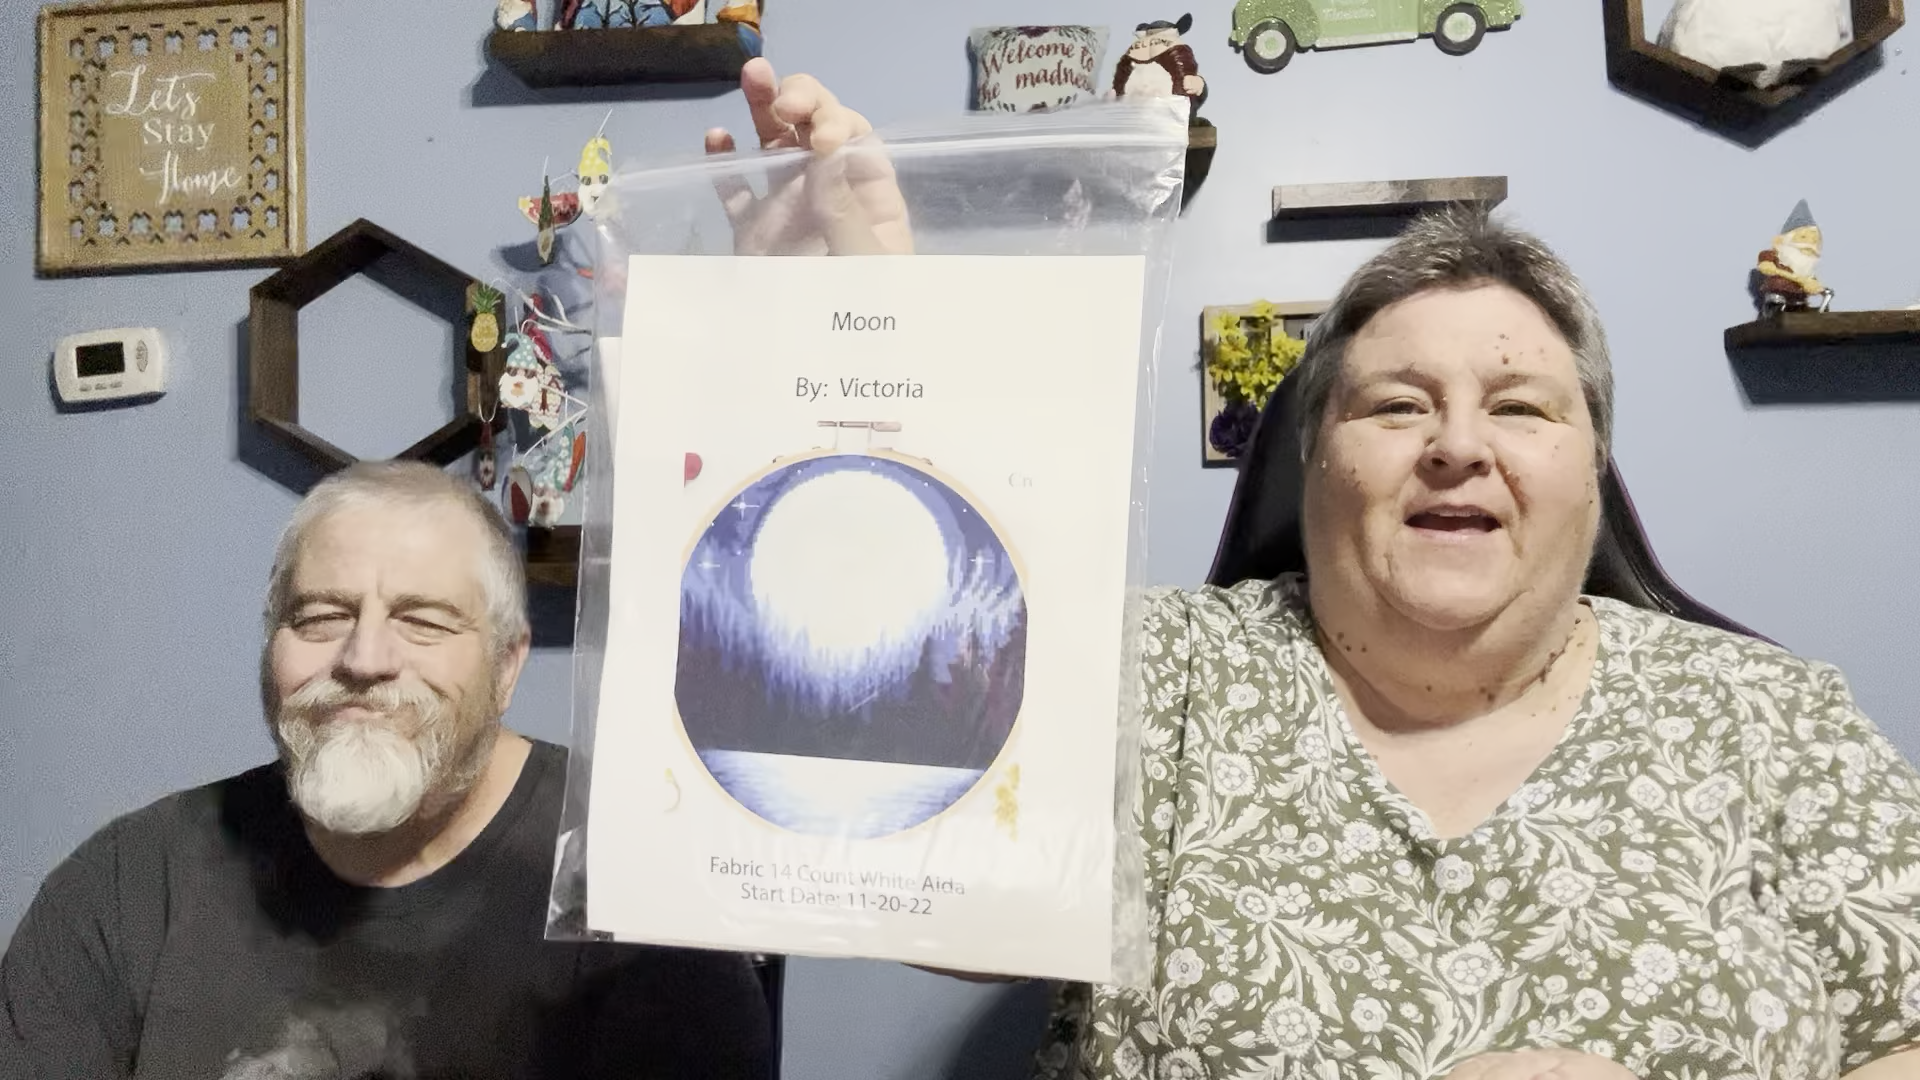 Let's
Stay
Home
Welcome to
the madness
WELCOME
Moon
By: Victoria
Fabric 14 Count White Aida
Start Date: 11-20-22